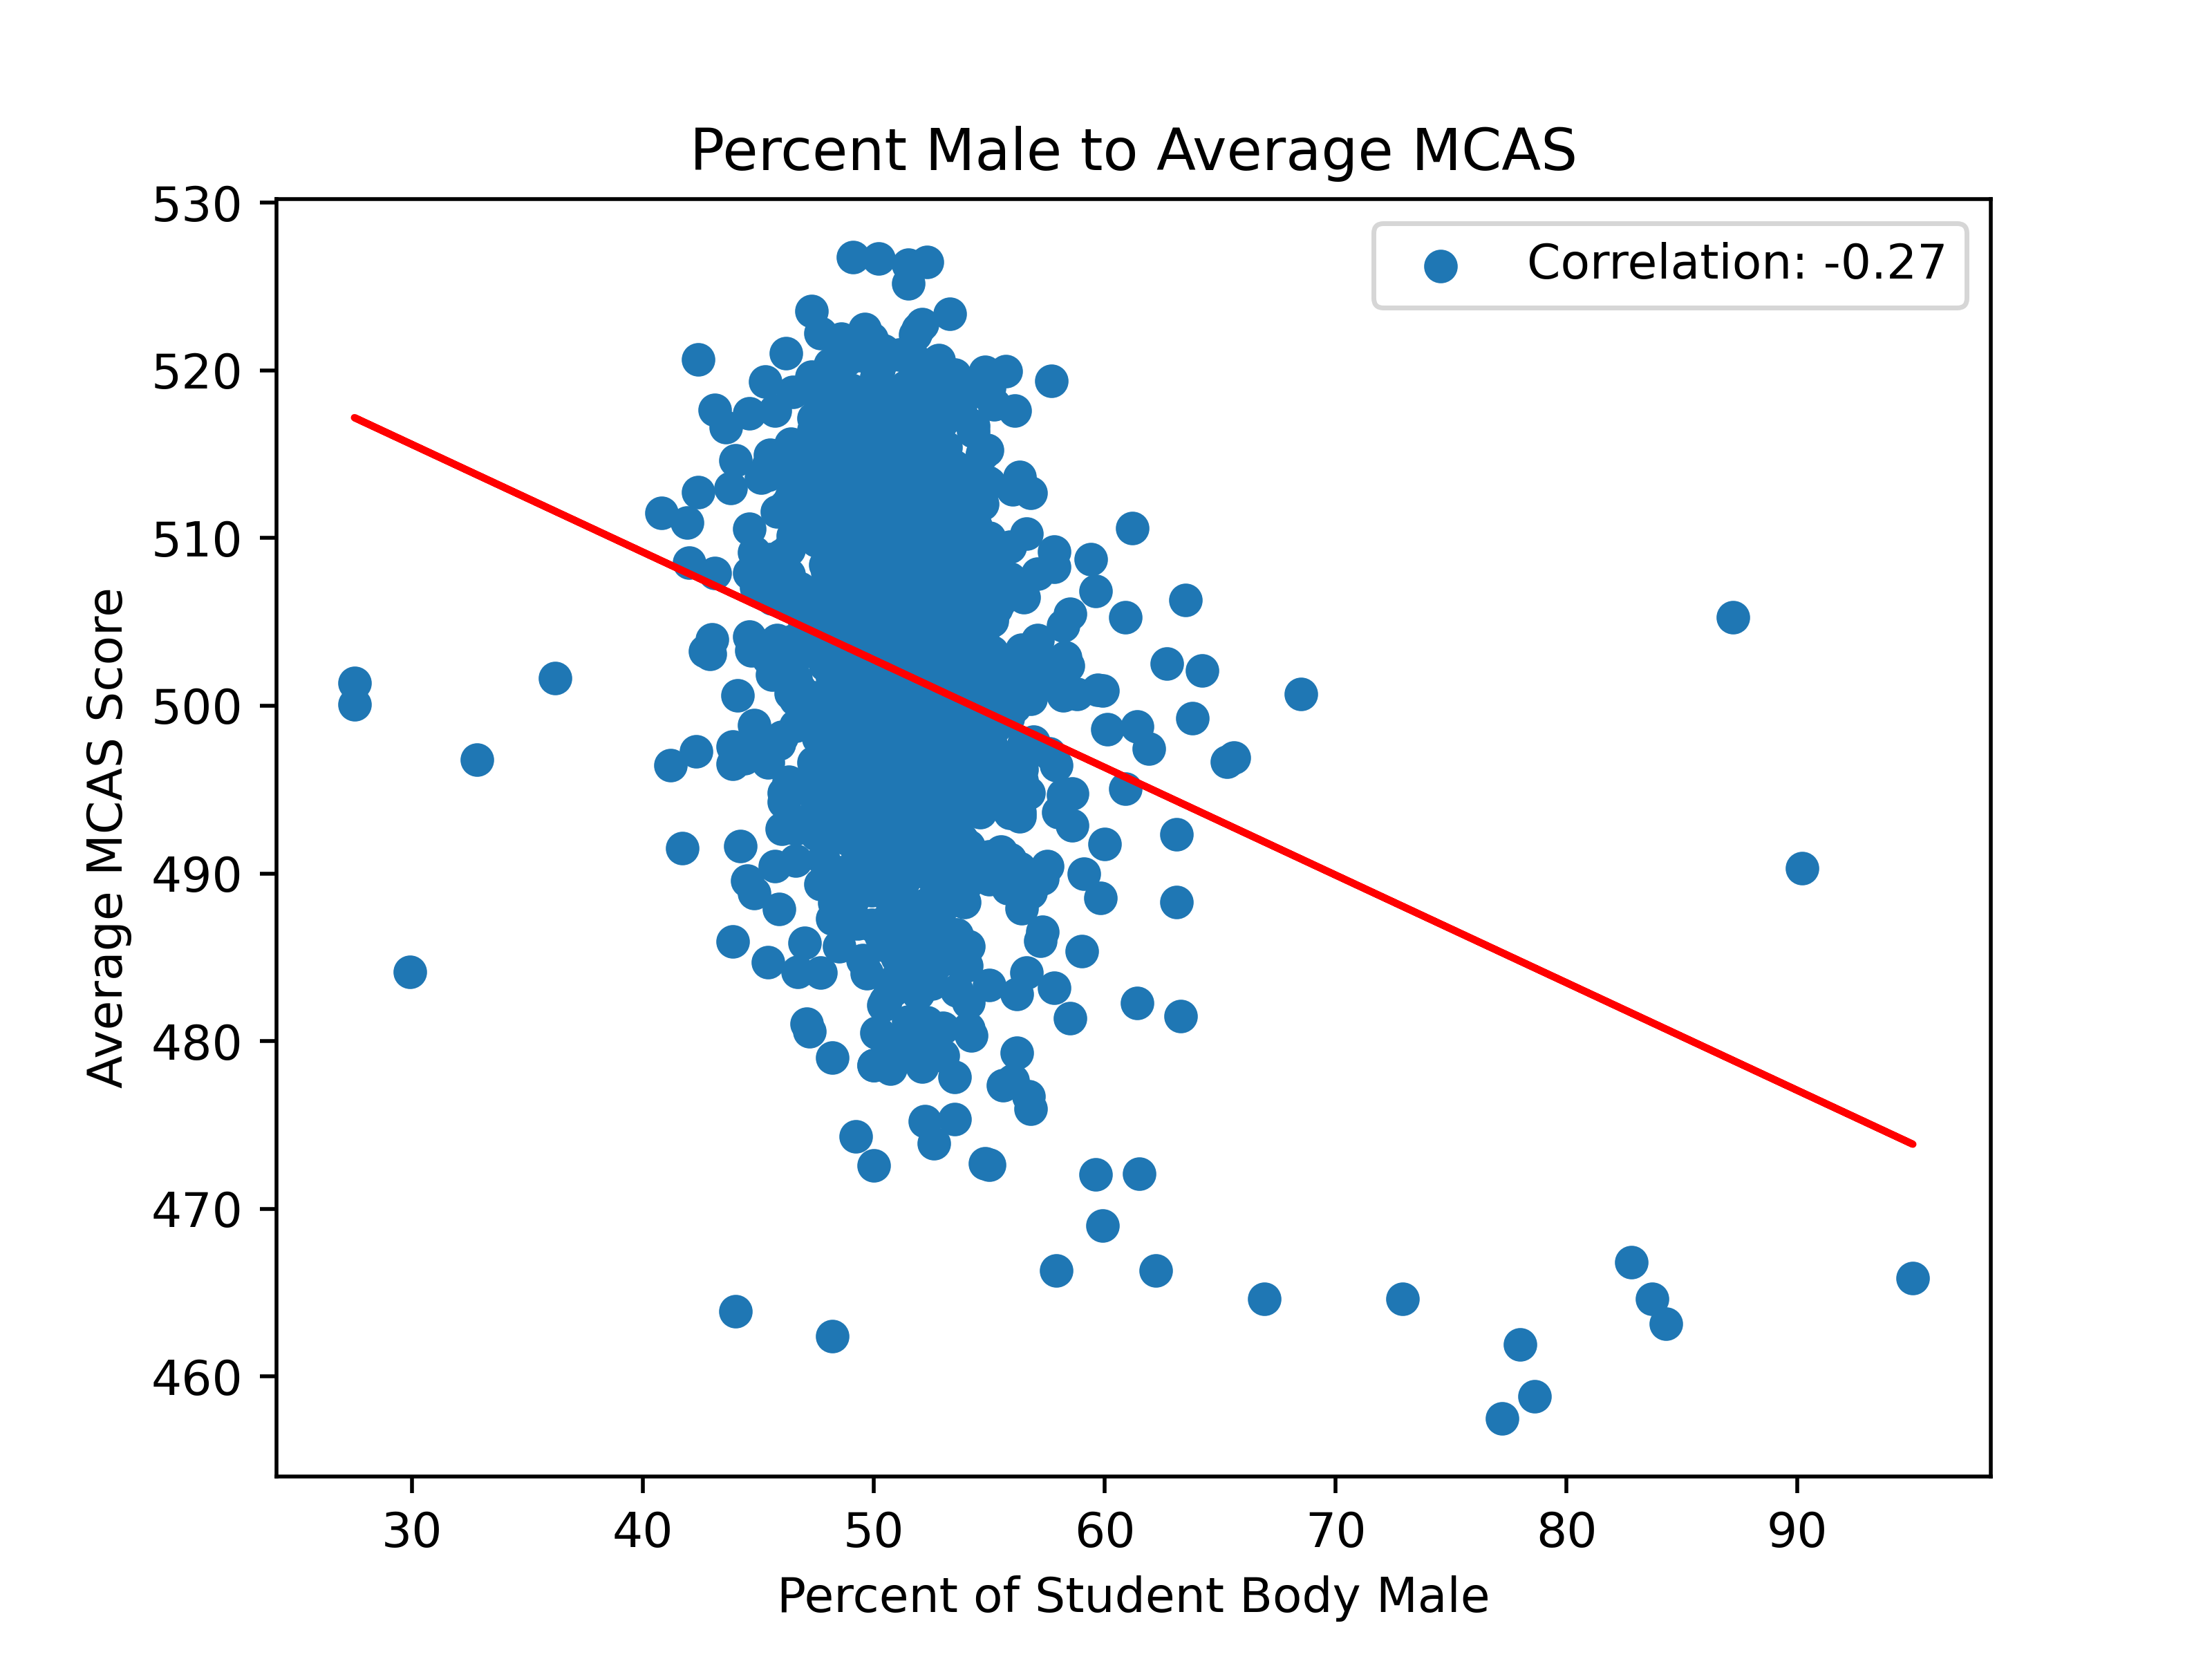 Percent Male to Average MCAS
Correlation: -0.27
Average MCAS Score
530
520
510
500
490
480
470
460
30 40 50 60 70 80 90
Percent of Student Body Male